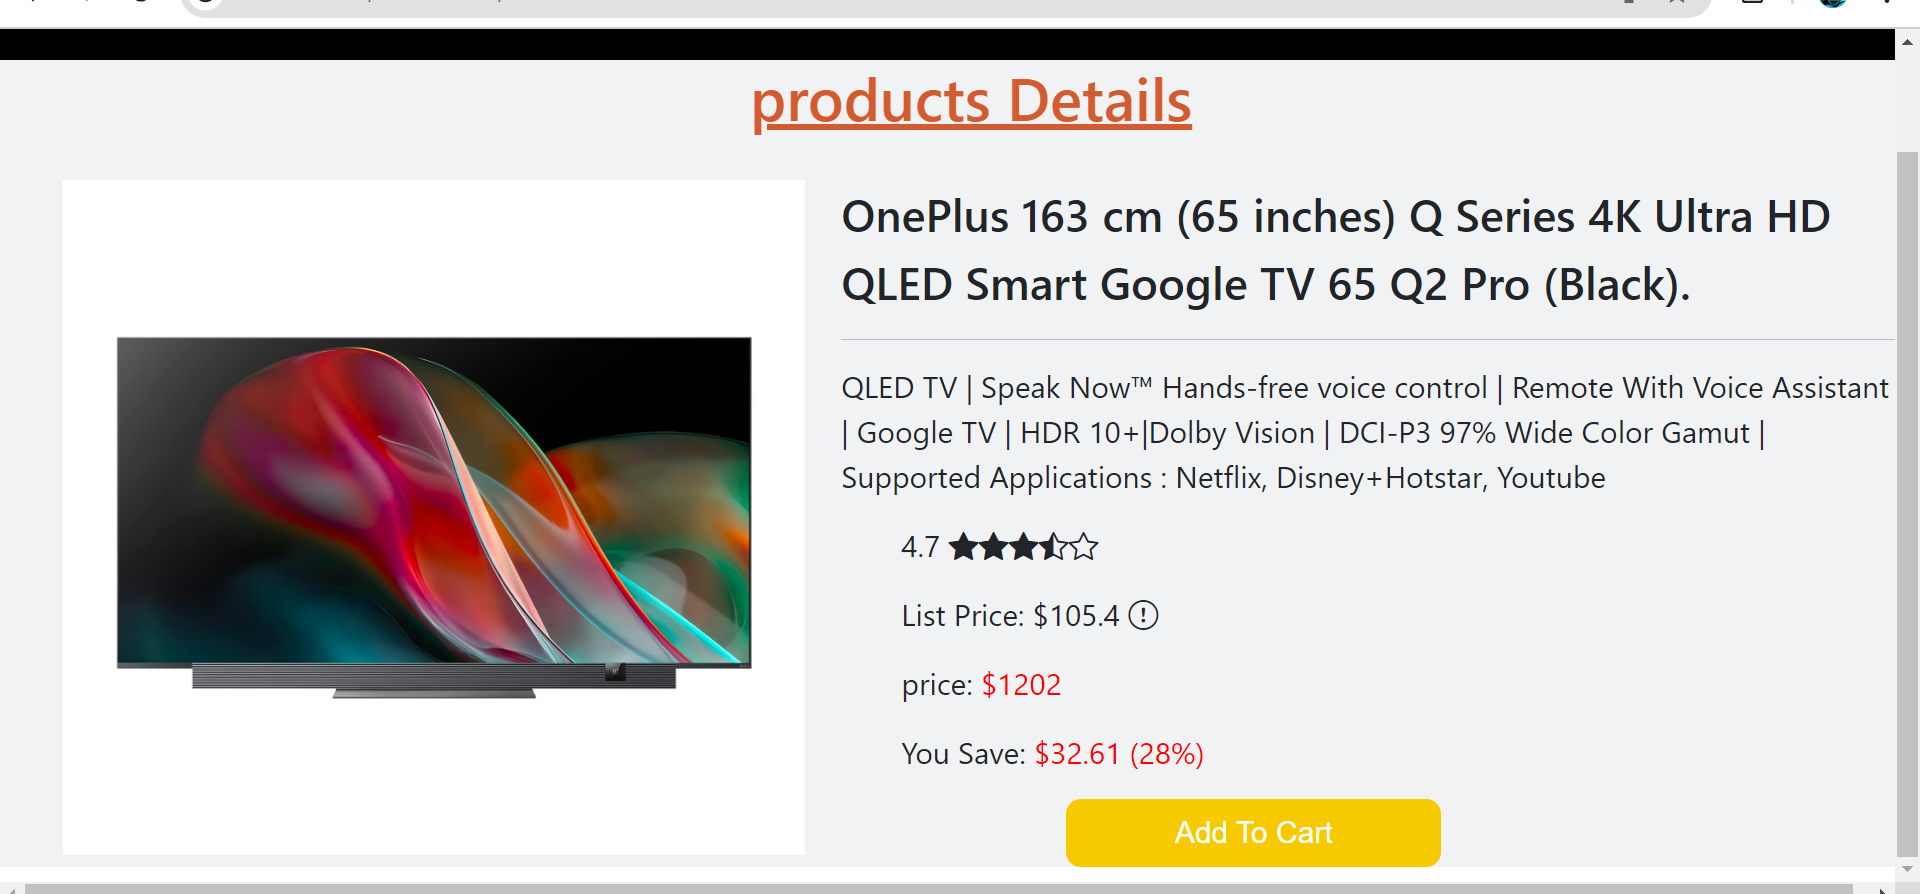 products Details
OnePlus 163 cm (65 inches) Q Series 4K Ultra HD
QLED Smart Google TV 65 Q2 Pro (Black).
QLED TV | Speak Now™ Hands-free voice control | Remote With Voice Assistant
| Google TV | HDR 10+|Dolby Vision | DCI-P3 97% Wide Color Gamut |
Supported Applications : Netflix, Disney+Hotstar, Youtube
4.7
List Price: $105.4
price: $1202
You Save: $32.61 (28%)
Add To Cart